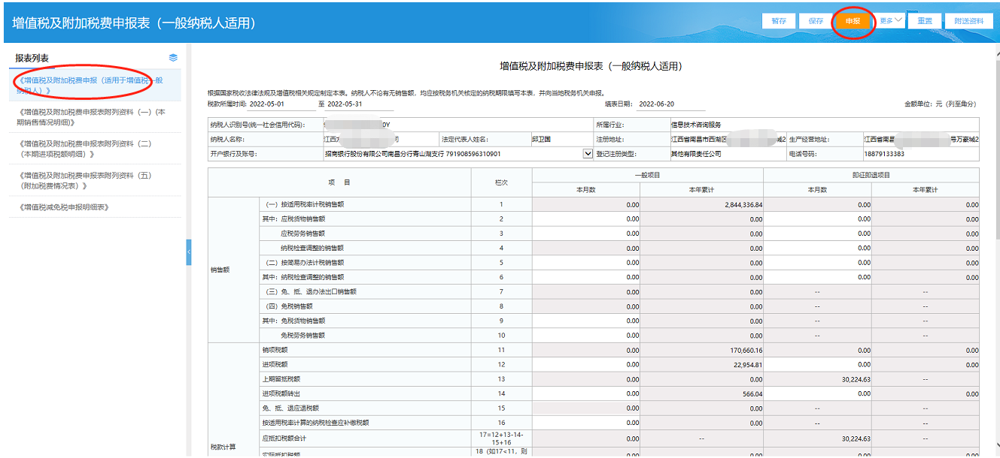 增值税及附加税费申报表（一般纳税人适用）
暂存 保存 申报 更多 重置 附送资料
报表列表
《增值税及附加税费申报（适用于增值税一般
纳税人）》
《增值税及附加税费申报表附列资料（一）(本
期销售情况明细)》
《增值税及附加税费申报表附列资料（二）
（本期进项税额明细）》
《增值税及附加税费申报表附列资料（五）
（附加税费情况表）》
《增值税减免税申报明细表》
增值税及附加税费申报表（一般纳税人适用）
根据国家税收法律法规及增值税相关规定制定本表。纳税人不论有无销售额，均应按税务机关核定的纳税期限填写本表，并向当地税务机关申报。
税款所属时间: 2022-05-01 至 2022-05-31 填表日期: 2022-06-20 金额单位：元（列至角分）
纳税人识别号(统一社会信用代码): 0Y 所属行业: 信息技术咨询服务
纳税人名称: 江西 司 法定代表人姓名: 邱卫国 注册地址: 江西省南昌市西湖区 城2 生产经营地址: 江西省南昌 号万豪城2
开户银行及账号: 招商银行股份有限公司南昌分行青山湖支行 791908596310901 登记注册类型: 其他有限责任公司 电话号码: 18879133383
项 目 栏次 一般项目 即征即退项目
本月数 本年累计 本月数 本年累计
销售额
（一）按适用税率计税销售额 1 0.00 2,844,336.84 0.00 0.00
其中：应税货物销售额 2 0.00 0.00 0.00 0.00
应税劳务销售额 3 0.00 0.00 0.00 0.00
纳税检查调整的销售额 4 0.00 0.00 0.00 0.00
（二）按简易办法计税销售额 5 0.00 0.00 0.00 0.00
其中：纳税检查调整的销售额 6 0.00 0.00 0.00 0.00
（三）免、抵、退办法出口销售额 7 0.00 0.00 -- --
（四）免税销售额 8 0.00 0.00 -- --
其中：免税货物销售额 9 0.00 0.00 -- --
免税劳务销售额 10 0.00 0.00 -- --
税款计算
销项税额 11 0.00 170,660.16 0.00 0.00
进项税额 12 0.00 22,954.81 0.00 0.00
上期留抵税额 13 0.00 0.00 30,224.63 --
进项税额转出 14 0.00 566.04 0.00 0.00
免、抵、退应退税额 15 0.00 0.00 -- --
按适用税率计算的纳税检查应补缴税额 16 0.00 0.00 -- --
应抵扣税额合计 17=12+13-14-
15+16 0.00 -- 30,224.63 --
实际抵扣税额 18（如17<11，则 0.00 0.00 0.00 0.00